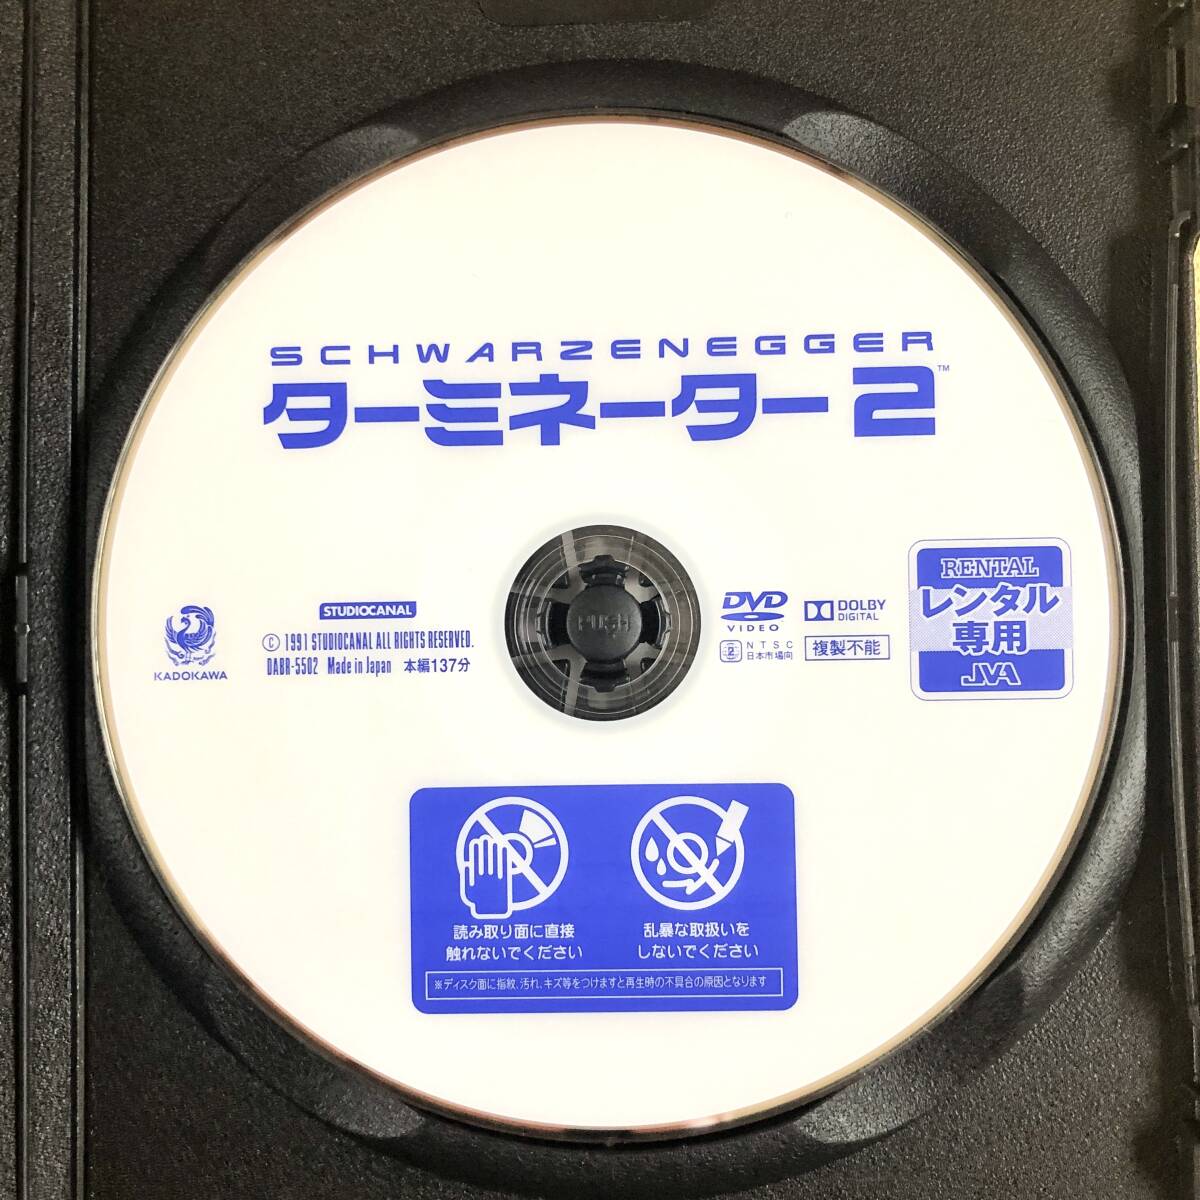 SCHWARZENEGGER
ターミネーター2™
KADOKAWA
STUDIOCANAL
Ⓒ 1991 STUDIOCANAL ALL RIGHTS RESERVED.
DABR-5502 Made in Japan 本編137分
PUSH
DVD
VIDEO
2
NTSC
日本市場向
DOLBY
DIGITAL
複製不能
RENTAL
レンタル
専用
JVA
読み取り面に直接
触れないでください
乱暴な取扱いを
しないでください
※ディスク面に指紋、汚れ、キズ等をつけますと再生時の不具合の原因となります